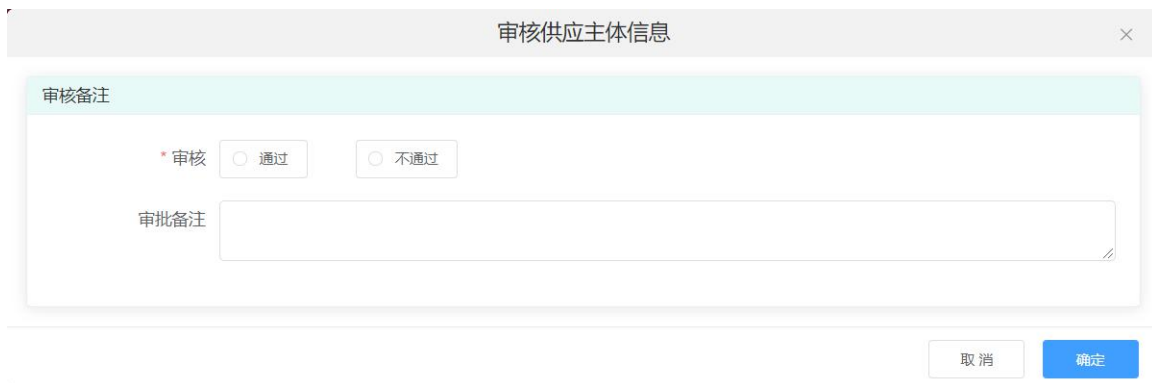 审核供应主体信息
审核备注
* 审核 通过 不通过
审批备注
取消 确定